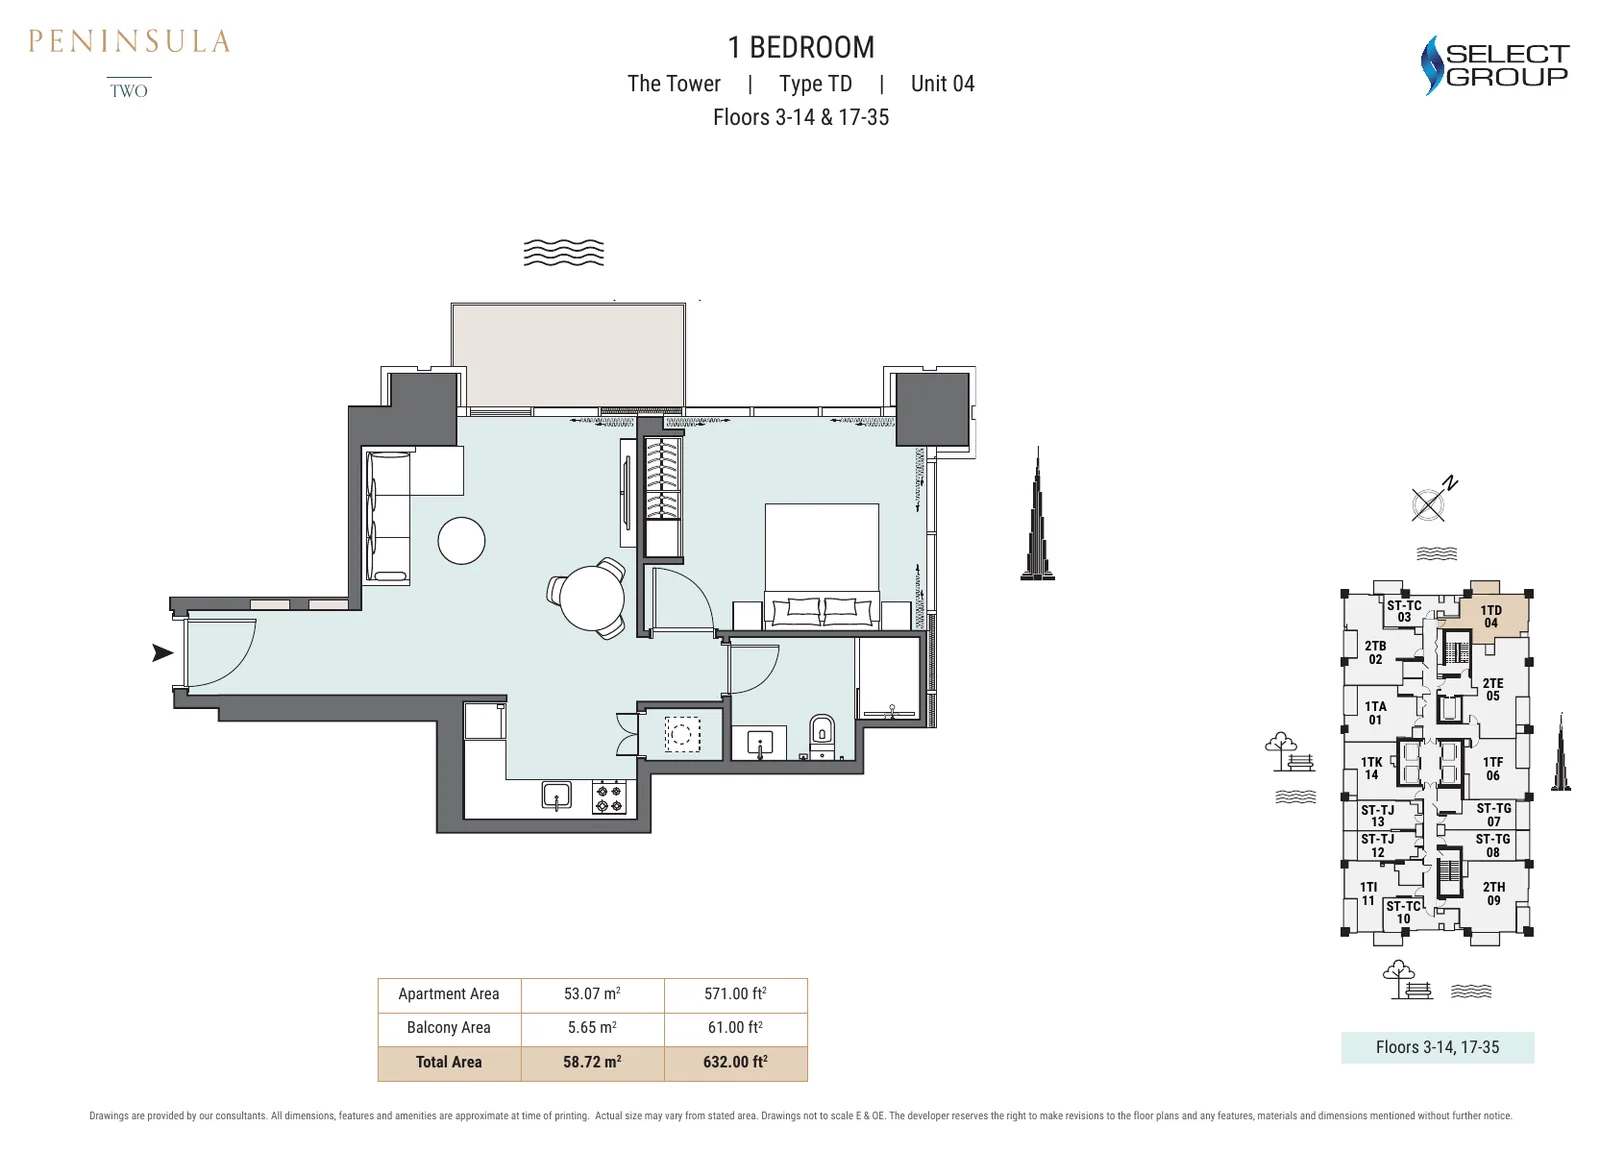 PENINSULA
TWO
1 BEDROOM
The Tower | Type TD | Unit 04
Floors 3-14 & 17-35
SELECT
GROUP
N
ST-TC
03
1TD
04
2TB
02
2TE
05
1TA
01
1TK
14
1TF
06
ST-TJ
13
ST-TG
07
ST-TJ
12
ST-TG
08
1TI
11
2TH
09
ST-TC
10
Floors 3-14, 17-35
Apartment Area 53.07 m² 571.00 ft²
Balcony Area 5.65 m² 61.00 ft²
Total Area 58.72 m² 632.00 ft²
Drawings are provided by our consultants. All dimensions, features and amenities are approximate at time of printing. Actual size may vary from stated area. Drawings not to scale E & OE. The developer reserves the right to make revisions to the floor plans and any features, materials and dimensions mentioned without further notice.